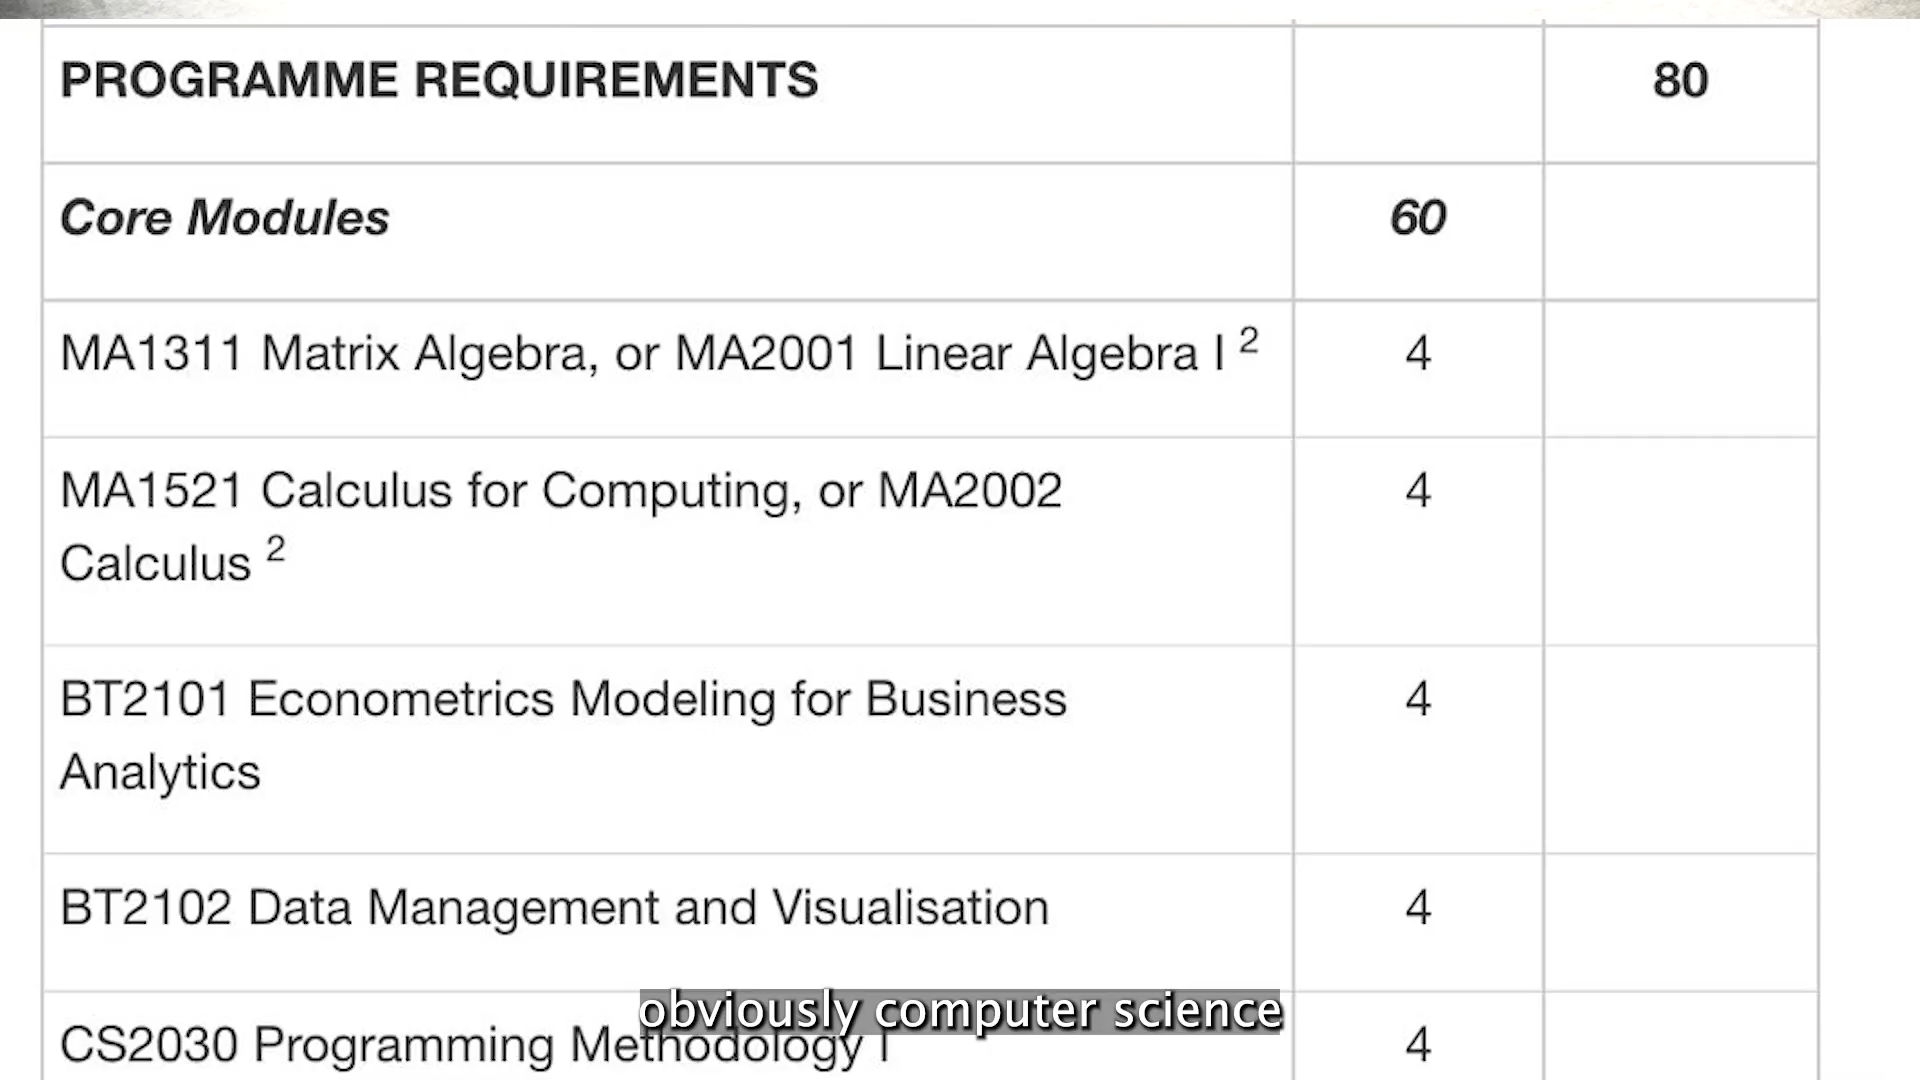 PROGRAMME REQUIREMENTS 80
Core Modules 60
MA1311 Matrix Algebra, or MA2001 Linear Algebra I 2 4
MA1521 Calculus for Computing, or MA2002 4
Calculus 2
BT2101 Econometrics Modeling for Business 4
Analytics
BT2102 Data Management and Visualisation 4
obviously computer science
CS2030 Programming Methodology I 4